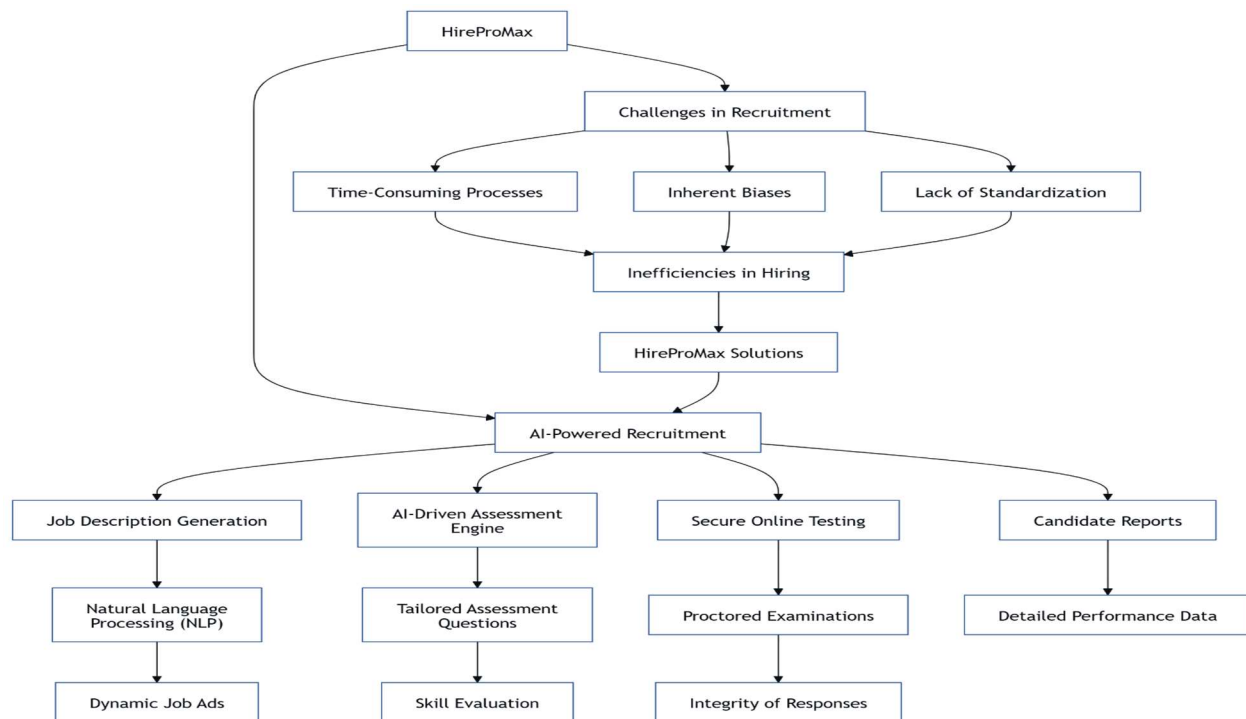 HireProMax
Challenges in Recruitment
Time-Consuming Processes
Inherent Biases
Lack of Standardization
Inefficiencies in Hiring
HireProMax Solutions
AI-Powered Recruitment
Job Description Generation
AI-Driven Assessment
Engine
Secure Online Testing
Candidate Reports
Natural Language
Processing (NLP)
Tailored Assessment
Questions
Proctored Examinations
Detailed Performance Data
Dynamic Job Ads
Skill Evaluation
Integrity of Responses